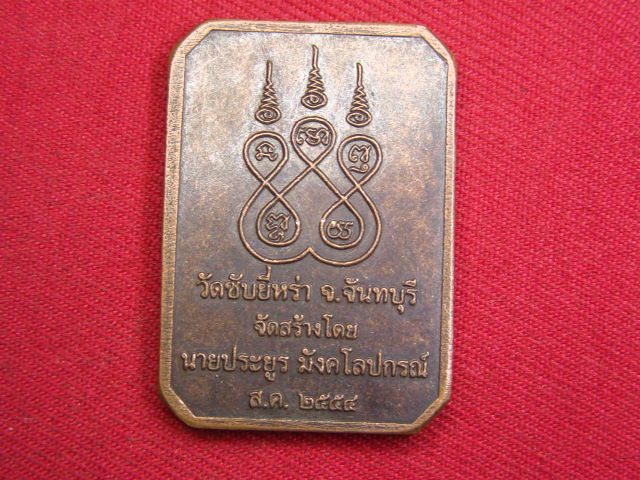 วัดซับยี่หร่า จ.จันทบุรี
จัดสร้างโดย
นายประยูร มังคโลปกรณ์
ส.ค. ๒๕๕๔